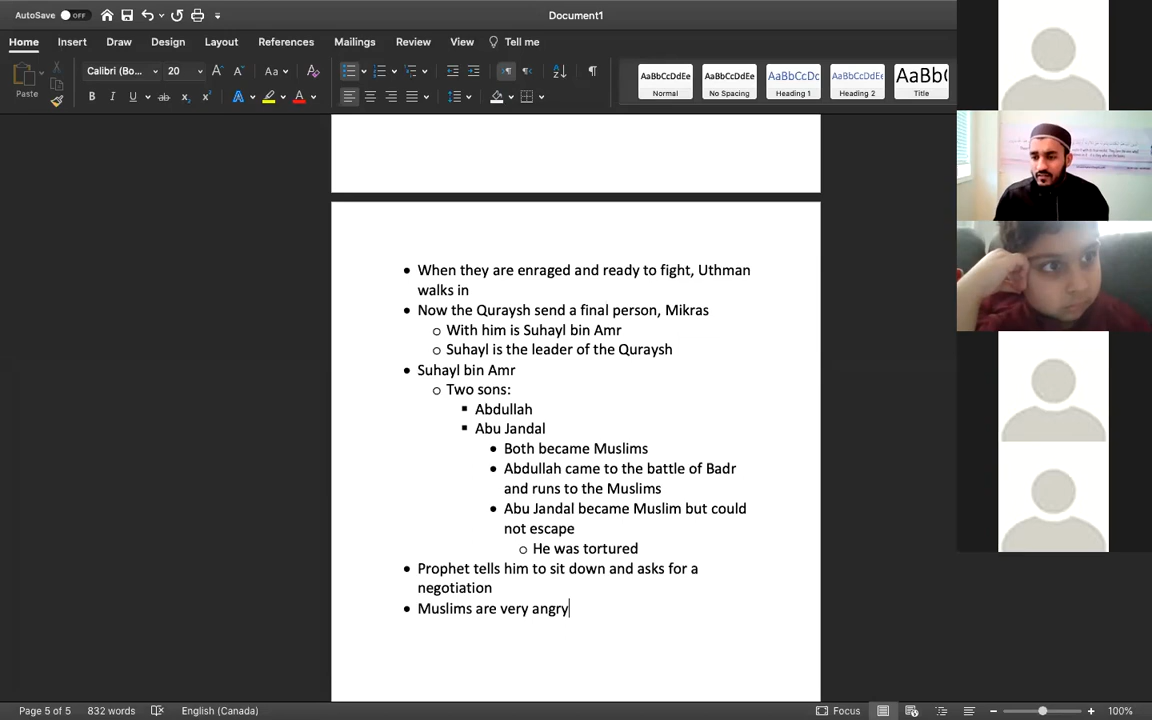 AutoSave OFF
Document1
Home Insert Draw Design Layout References Mailings Review View Tell me
Paste
Calibri (Bo... 20 Aa
AaBbCcDdEe AaBbCcDdEe AaBbCcDc AaBbCcDdEe AaBb(
Normal No Spacing Heading 1 Heading 2 Title
B I U ab x₂ x² A A
• When they are enraged and ready to fight, Uthman
walks in
• Now the Quraysh send a final person, Mikras
o With him is Suhayl bin Amr
o Suhayl is the leader of the Quraysh
• Suhayl bin Amr
o Two sons:
▪ Abdullah
▪ Abu Jandal
• Both became Muslims
• Abdullah came to the battle of Badr
and runs to the Muslims
• Abu Jandal became Muslim but could
not escape
o He was tortured
• Prophet tells him to sit down and asks for a
negotiation
• Muslims are very angry
Page 5 of 5 832 words English (Canada) Focus 100%